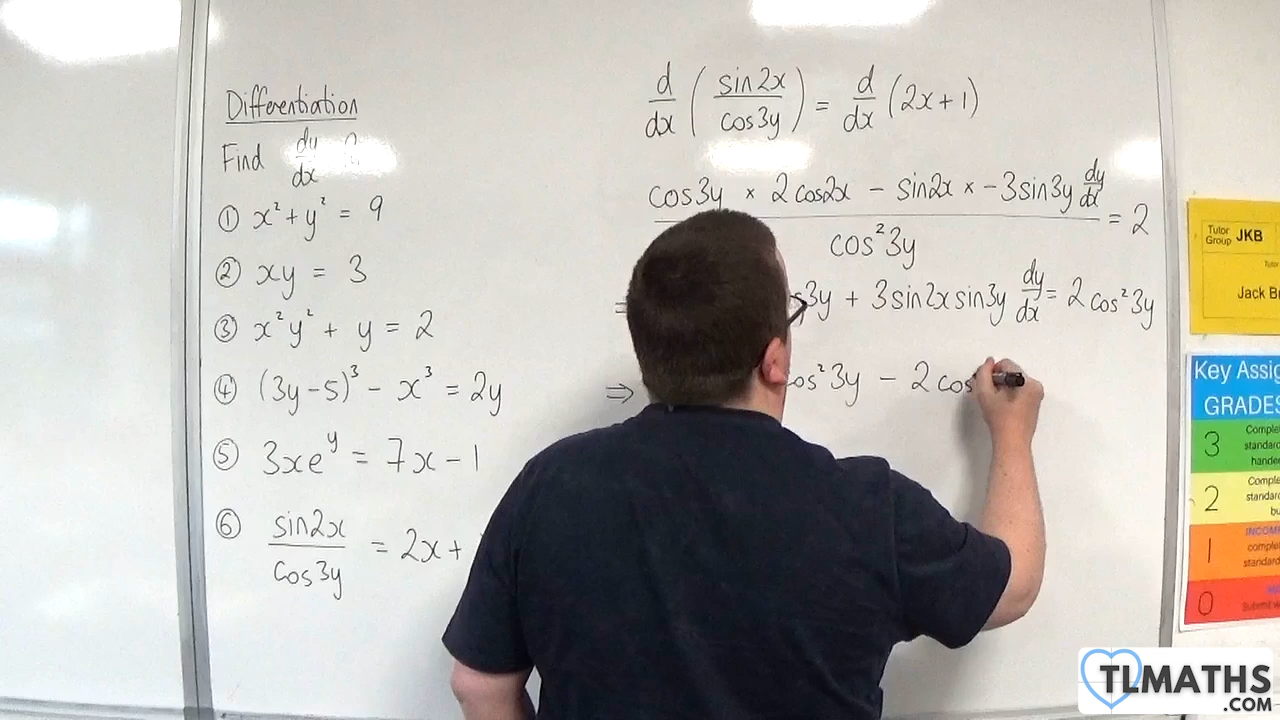 Differentiation
Find dy/dx ?
① x² + y² = 9
② xy = 3
③ x²y² + y = 2
④ (3y-5)³ - x³ = 2y
⑤ 3xe^y = 7x - 1
⑥ sin2x/cos3y = 2x +
d/dx (sin2x/cos3y) = d/dx (2x+1)
(cos3y × 2cos2x - sin2x × -3sin3y dy/dx)/cos²3y = 2
3y + 3sin2x sin3y dy/dx = 2cos²3y
⇒ cos²3y - 2cos
Tutor Group JKB
Jack
Key
GRADES
3
2
1
0
TLMATHS
.COM